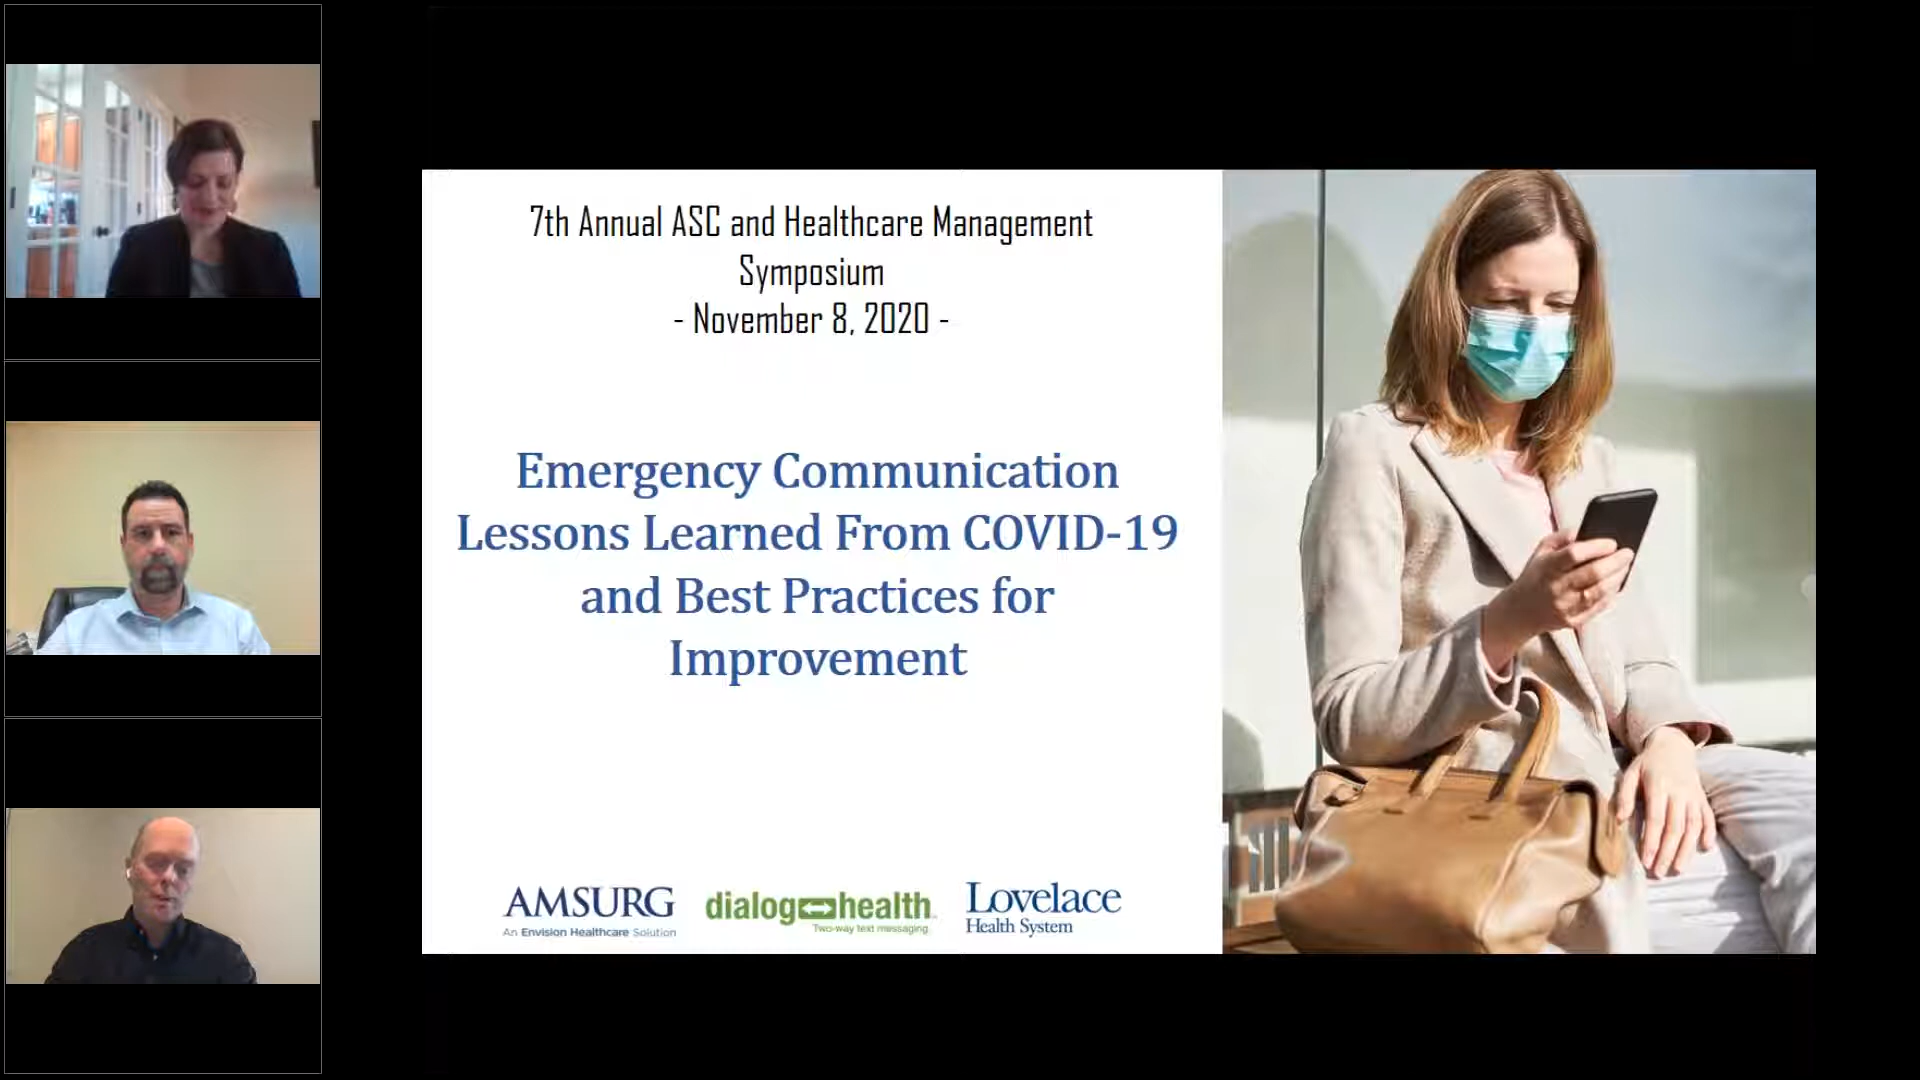 7th Annual ASC and Healthcare Management
Symposium
- November 8, 2020 -
Emergency Communication
Lessons Learned From COVID-19
and Best Practices for
Improvement
AMSURG
An Envision Healthcare Solution
dialog health
Two-way text messaging
Lovelace
Health System